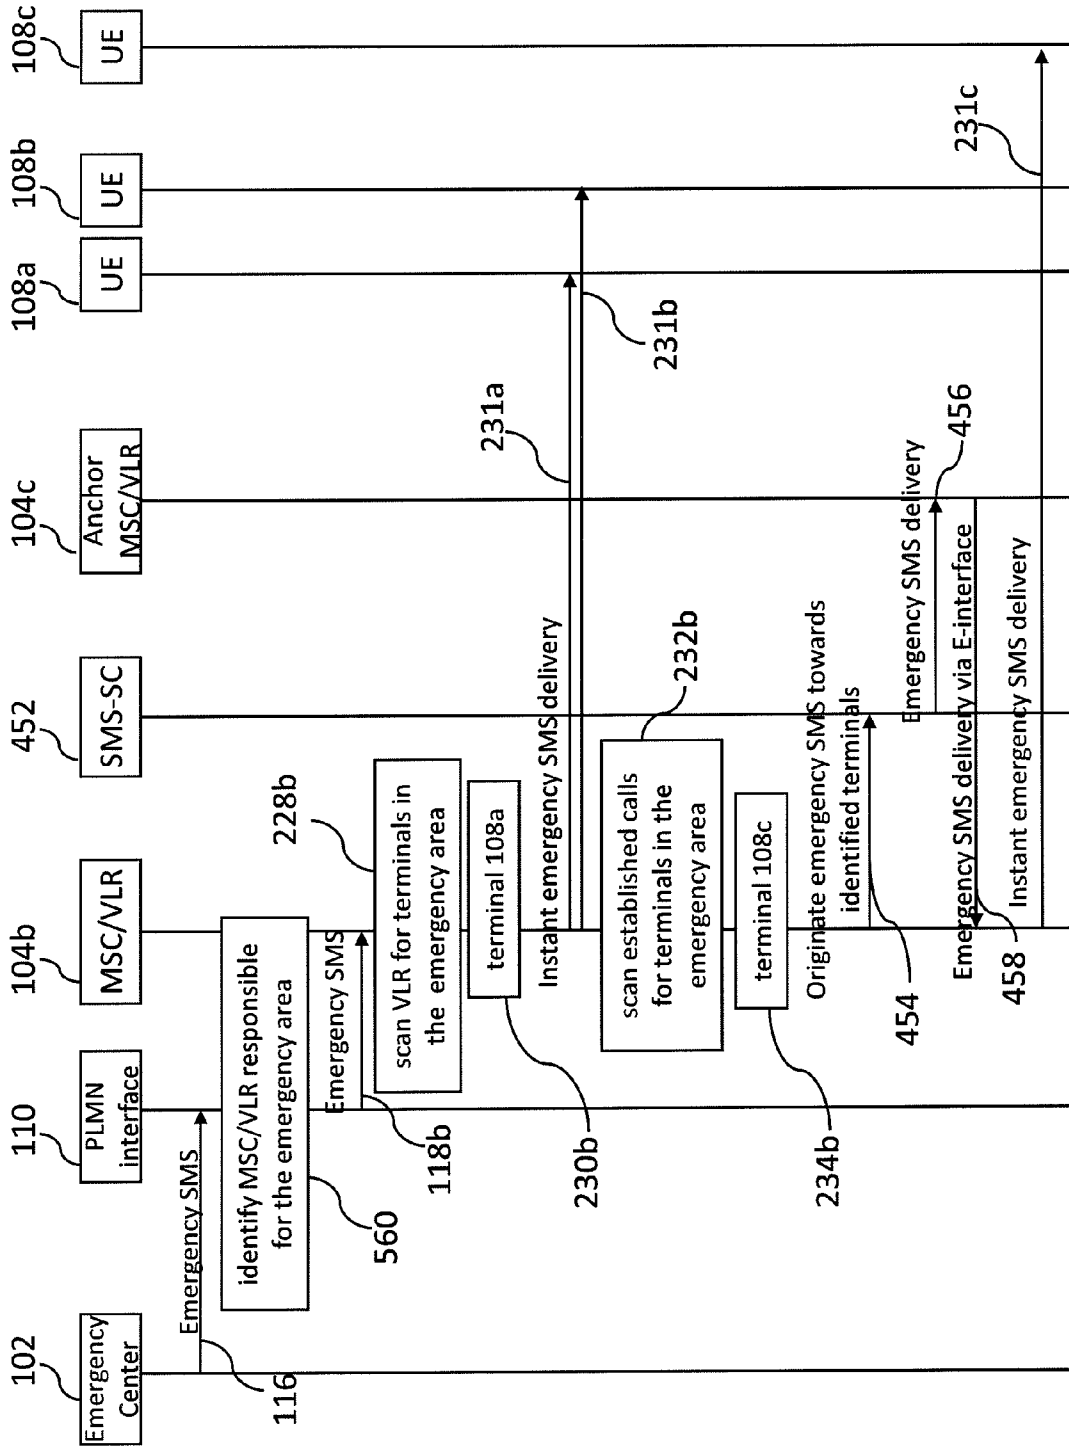 102
110
104b
452
104c
108a
108b
108c
Emergency
Center
PLMN
interface
MSC/VLR
SMS-SC
Anchor
MSC/VLR
UE
UE
UE
Emergency SMS
116
identify MSC/VLR responsible
for the emergency area
560
Emergency SMS
118b
228b
scan VLR for terminals in
the emergency area
terminal 108a
230b
Instant emergency SMS delivery
231a
231b
scan established calls
for terminals in the
emergency area
232b
terminal 108c
234b
Originate emergency SMS towards
identified terminals
454
Emergency SMS delivery
456
Emergency SMS delivery via E-interface
458
Instant emergency SMS delivery
231c